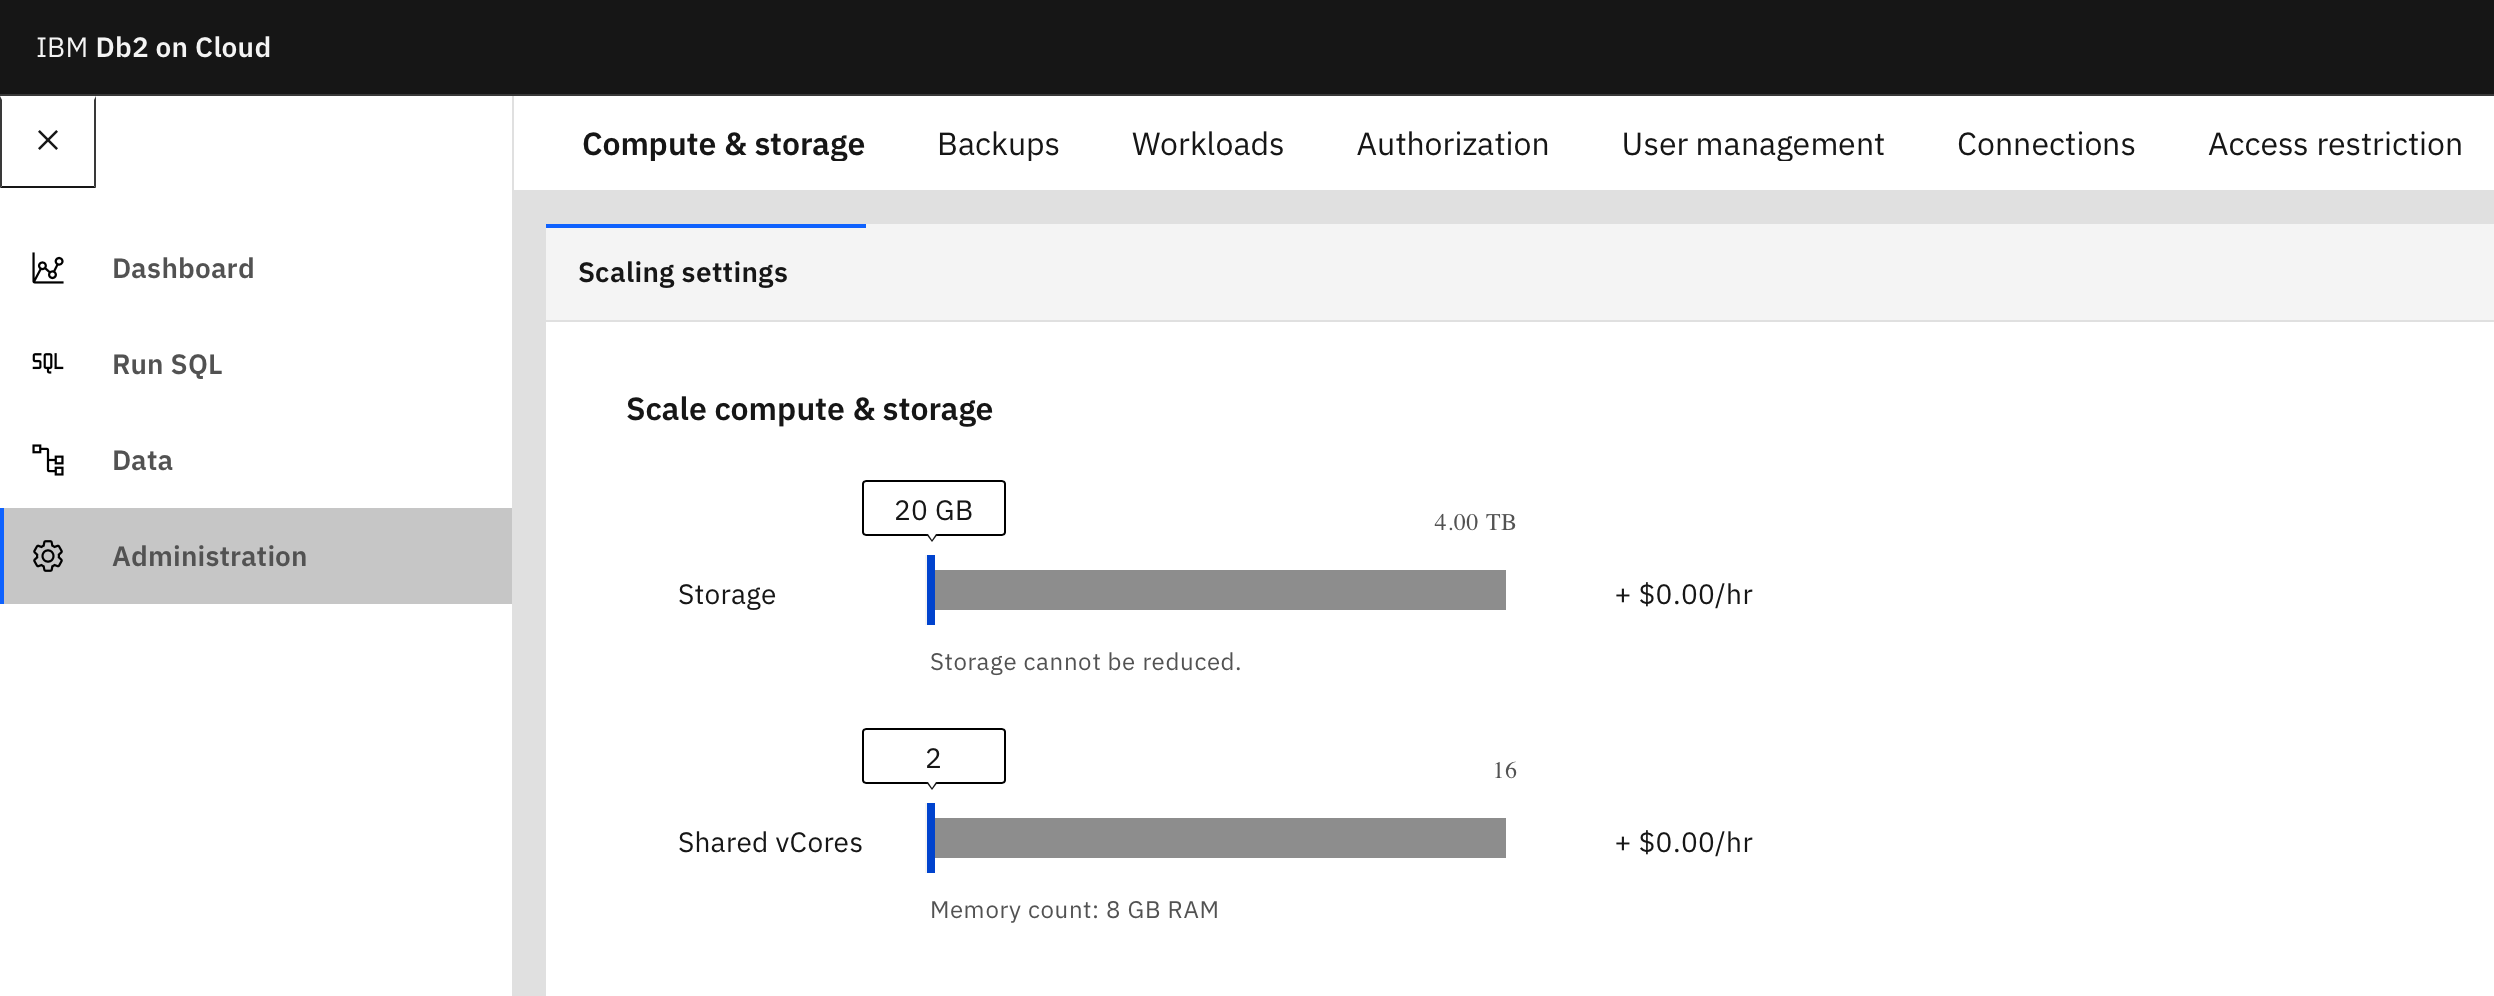 IBM Db2 on Cloud
Compute & storage
Backups
Workloads
Authorization
User management
Connections
Access restriction
Dashboard
SQL
Run SQL
Data
Administration
Scaling settings
Scale compute & storage
20 GB
4.00 TB
Storage
+ $0.00/hr
Storage cannot be reduced.
2
16
Shared vCores
+ $0.00/hr
Memory count: 8 GB RAM